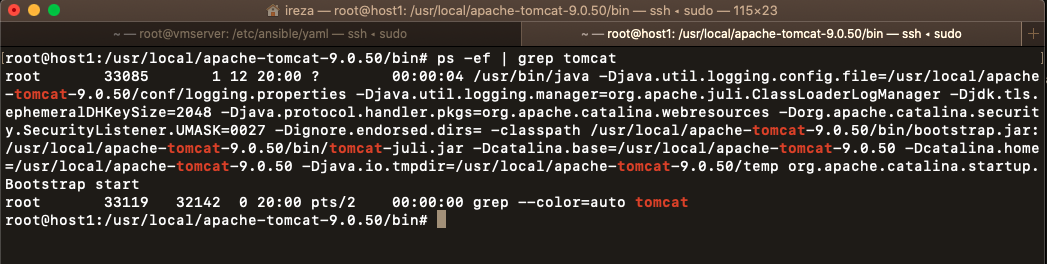 ireza — root@host1: /usr/local/apache-tomcat-9.0.50/bin — ssh ◂ sudo — 115×23
~ — root@vmserver: /etc/ansible/yaml — ssh ◂ sudo
~ — root@host1: /usr/local/apache-tomcat-9.0.50/bin — ssh ◂ sudo
+
[root@host1:/usr/local/apache-tomcat-9.0.50/bin# ps -ef | grep tomcat ]
root       33085       1 12 20:00 ?        00:00:04 /usr/bin/java -Djava.util.logging.config.file=/usr/local/apache
-tomcat-9.0.50/conf/logging.properties -Djava.util.logging.manager=org.apache.juli.ClassLoaderLogManager -Djdk.tls.
ephemeralDHKeySize=2048 -Djava.protocol.handler.pkgs=org.apache.catalina.webresources -Dorg.apache.catalina.securit
y.SecurityListener.UMASK=0027 -Dignore.endorsed.dirs= -classpath /usr/local/apache-tomcat-9.0.50/bin/bootstrap.jar:
/usr/local/apache-tomcat-9.0.50/bin/tomcat-juli.jar -Dcatalina.base=/usr/local/apache-tomcat-9.0.50 -Dcatalina.home
=/usr/local/apache-tomcat-9.0.50 -Djava.io.tmpdir=/usr/local/apache-tomcat-9.0.50/temp org.apache.catalina.startup.
Bootstrap start
root       33119   32142  0 20:00 pts/2    00:00:00 grep --color=auto tomcat
root@host1:/usr/local/apache-tomcat-9.0.50/bin#